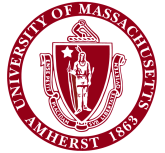 UNIVERSITY OF MASSACHUSETTS
AMHERST 1863